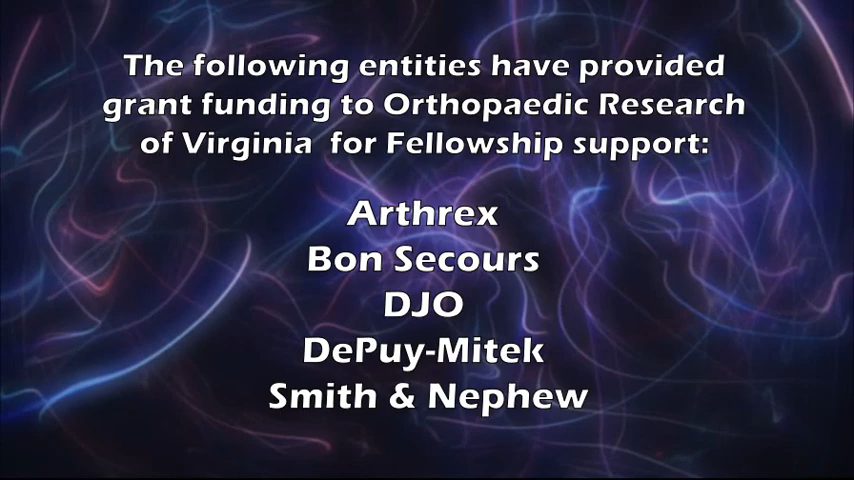 The following entities have provided
grant funding to Orthopaedic Research
of Virginia  for Fellowship support:
Arthrex
Bon Secours
DJO
DePuy-Mitek
Smith & Nephew